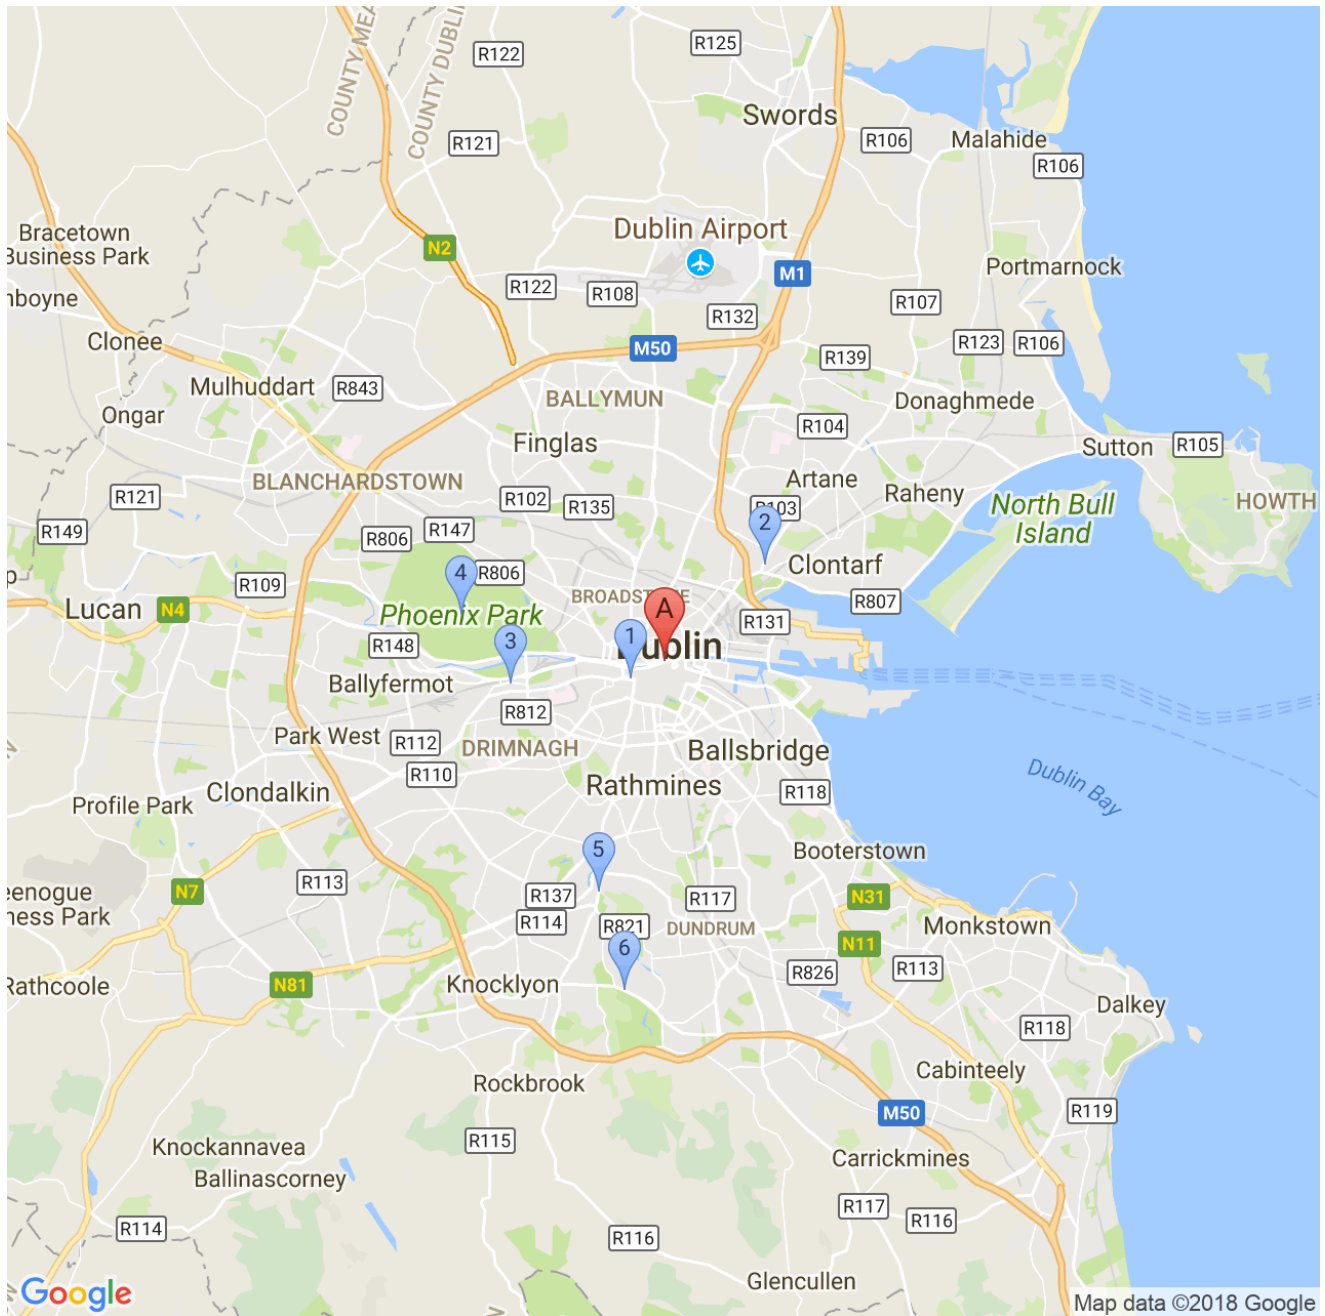 COUNTY MEA
COUNTY DUBLIN
R122
R125
Swords
R121
R106
Malahide
R106
Bracetown
Business Park
Dublin Airport
N2
M1
Portmarnock
nboyne
R122
R108
R107
R132
Clonee
M50
R139
R123
R106
Mulhuddart
R843
BALLYMUN
Donaghmede
Ongar
R104
Finglas
Sutton
R105
BLANCHARDSTOWN
Artane
Raheny
R121
R102
R135
R103
HOWTH
North Bull
Island
R149
R147
2
R806
Clontarf
4
R806
p
R109
BROADST
E
Lucan
N4
Phoenix Park
A
R807
R131
R148
3
1
Dublin
Ballyfermot
R812
Park West
R112
DRIMNAGH
Ballsbridge
R110
Rathmines
Dublin Bay
Clondalkin
R118
Profile Park
5
Booterstown
R113
eenogue
ness Park
N7
R137
R117
N31
R114
R821
DUNDRUM
Monkstown
6
N11
R826
R113
Rathcoole
N81
Knocklyon
Dalkey
R118
Cabinteely
Rockbrook
M50
R119
R115
Knockannavea
Carrickmines
Ballinascorney
R117
R116
R114
R116
Glencullen
Google
N
Map data ©2018 Google